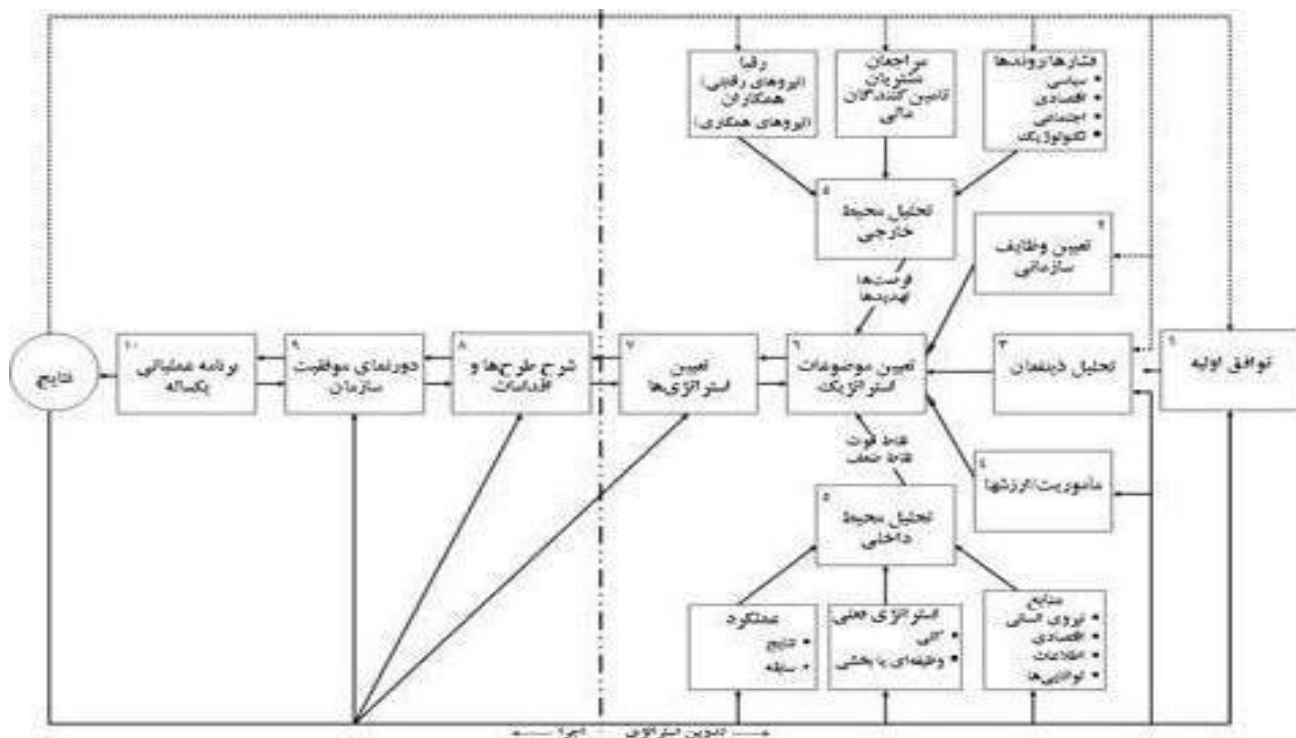 فشارها/روندها
• سیاسی
• اقتصادی
• اجتماعی
• تکنولوژیک
مراجعان
مشتریان
تامین‌کنندگان
مالی
رقبا
(نیروهای رقابتی)
همکاران
(نیروهای همکاری)
۵
تحلیل محیط
خارجی
۲
تعیین وظایف
سازمانی
فرصت‌ها
تهدیدها
۱
توافق اولیه
۳
تحلیل ذینفعان
۶
تعیین موضوعات
استراتژیک
۷
تعیین
استراتژی‌ها
۸
شرح طرح‌ها و
اقدامات
۹
دورنمای موفقیت
سازمان
۱۰
برنامه عملیاتی
یکساله
نتایج
نقاط قوت
نقاط ضعف
۴
مأموریت/ارزشها
۵
تحلیل محیط
داخلی
منابع
• نیروی انسانی
• اقتصادی
• اطلاعات
• توانایی‌ها
استراتژی فعلی
• کلی
• وظیفه‌ای یا بخشی
عملکرد
• نتایج
• سابقه
تدوین استراتژی
اجرا